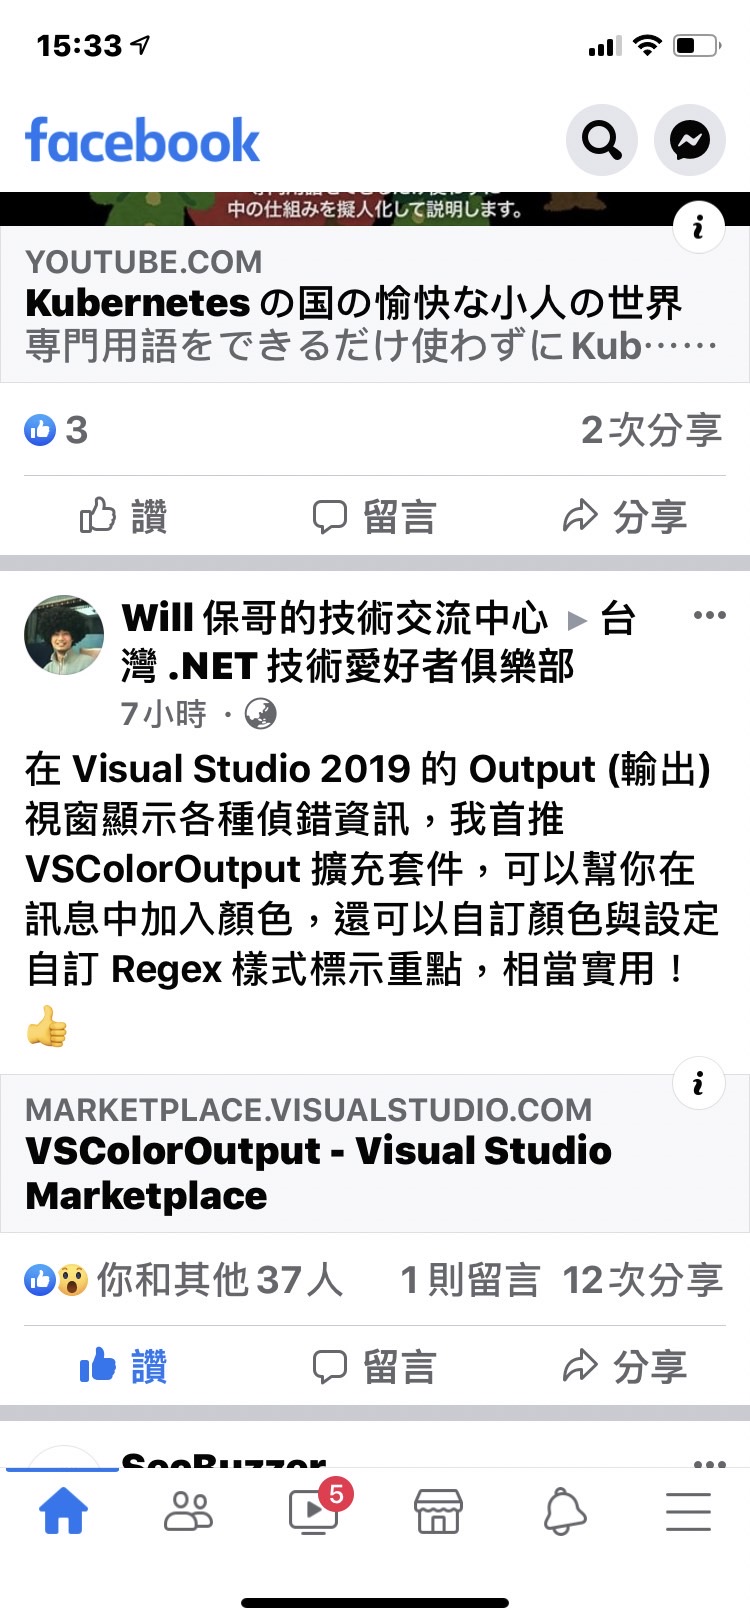 15:33
facebook
中の仕組みを擬人化して説明します。
YOUTUBE.COM
Kubernetes の国の愉快な小人の世界
専門用語をできるだけ使わずに Kub⋯⋯
3
2次分享
讚
留言
分享
Will 保哥的技術交流中心 ▸ 台
灣 .NET 技術愛好者俱樂部
7小時 ·
在 Visual Studio 2019 的 Output (輸出)
視窗顯示各種偵錯資訊，我首推
VSColorOutput 擴充套件，可以幫你在
訊息中加入顏色，還可以自訂顏色與設定
自訂 Regex 樣式標示重點，相當實用！
👍
MARKETPLACE.VISUALSTUDIO.COM
VSColorOutput - Visual Studio
Marketplace
你和其他 37 人
1 則留言 12次分享
讚
留言
分享
SeoBuzzer
5